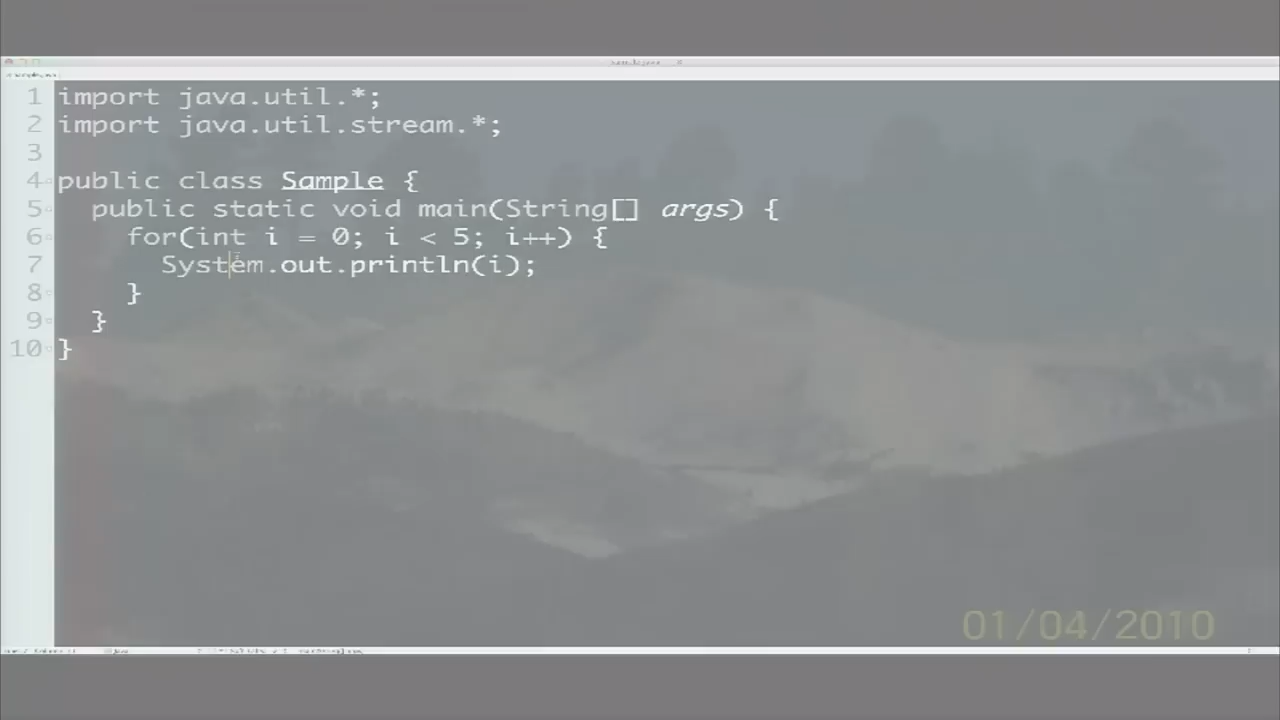 1 import java.util.*;
2 import java.util.stream.*;
3
4 public class Sample {
5   public static void main(String[] args) {
6     for(int i = 0; i < 5; i++) {
7       System.out.println(i);
8     }
9   }
10 }
01/04/2010